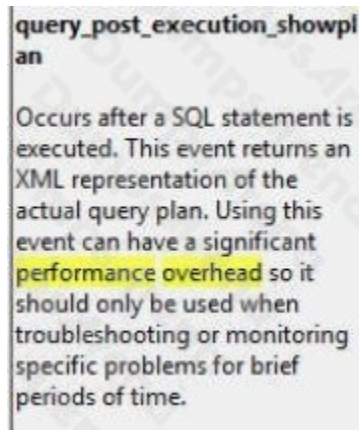 query_post_execution_showpl
an
Occurs after a SQL statement is
executed. This event returns an
XML representation of the
actual query plan. Using this
event can have a significant
performance overhead so it
should only be used when
troubleshooting or monitoring
specific problems for brief
periods of time.